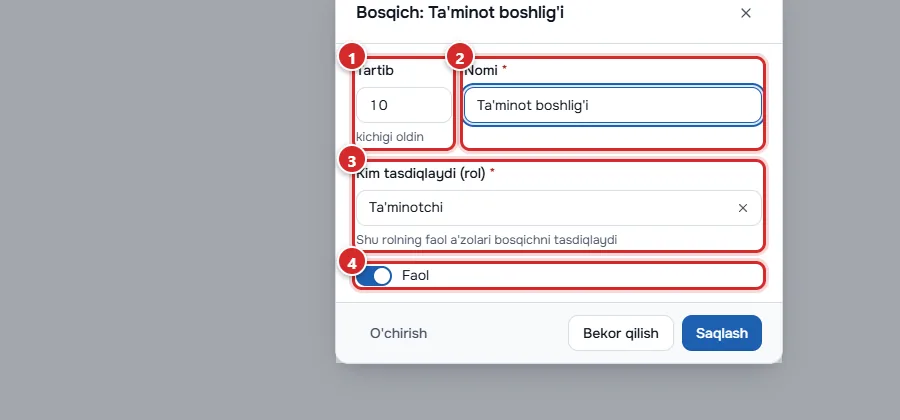 Bosqich: Ta'minot boshlig'i
1 2
Tartib Nomi *
10 Ta'minot boshlig'i
kichigi oldin
3
Kim tasdiqlaydi (rol) *
Ta'minotchi
Shu rolning faol a'zolari bosqichni tasdiqlaydi
4
Faol
O'chirish Bekor qilish Saqlash